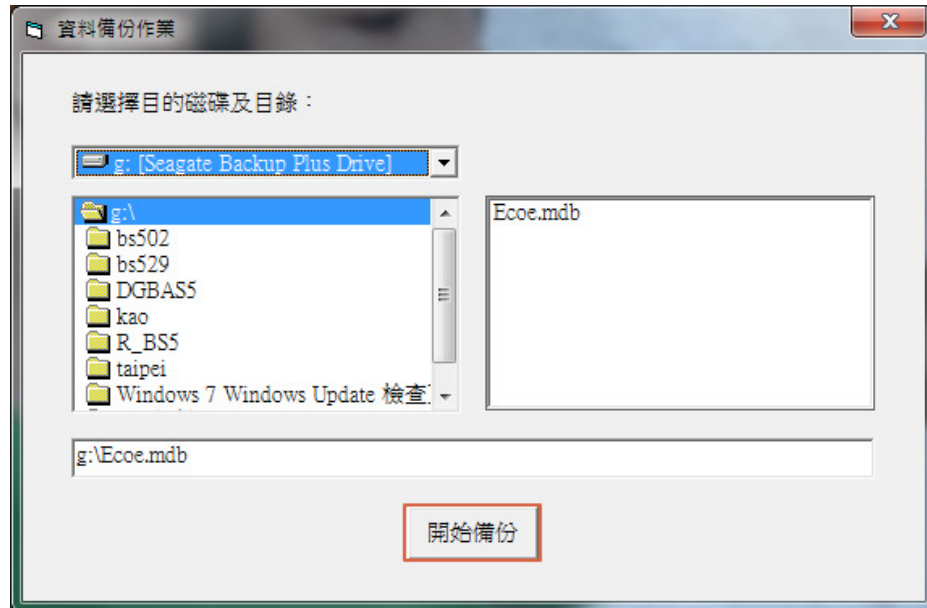 資料備份作業
請選擇目的磁碟及目錄：
g: [Seagate Backup Plus Drive]
g:\
bs502
bs529
DGBAS5
kao
R_BS5
taipei
Windows 7 Windows Update 檢查
Ecoe.mdb
g:\Ecoe.mdb
開始備份